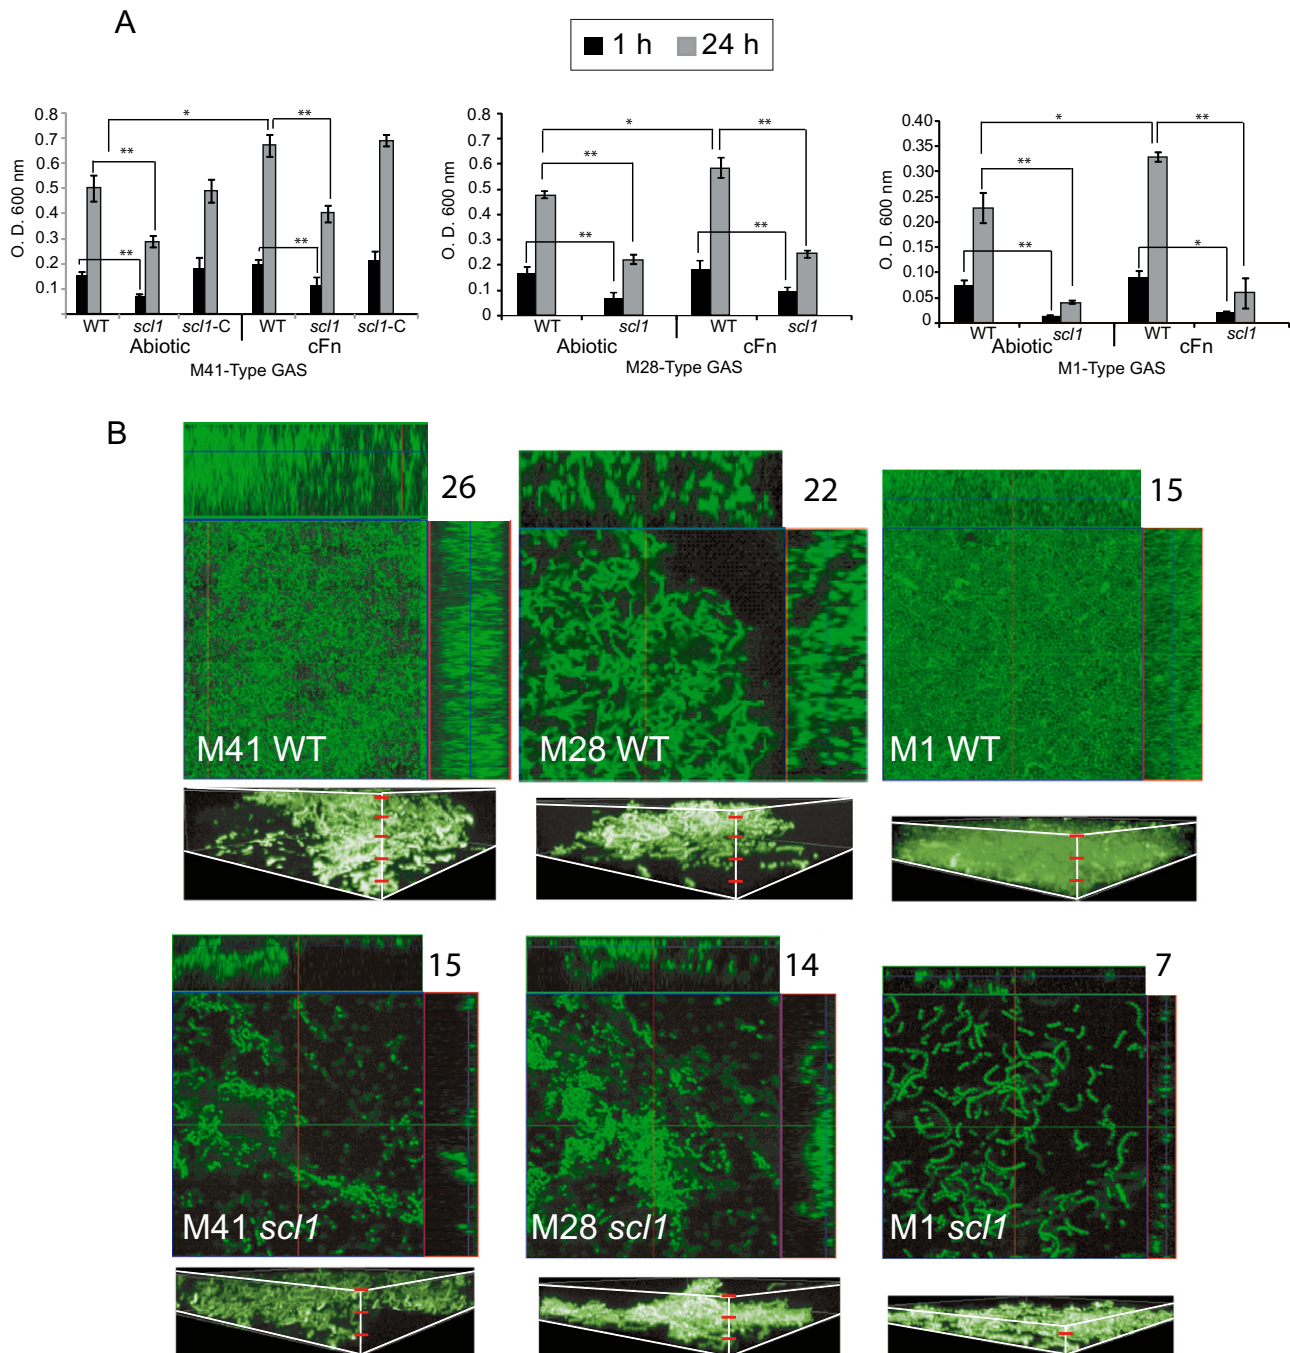 A
1 h 24 h
O. D. 600 nm
0.8
0.7
0.6
0.5
0.4
0.3
0.2
0.1
* ** ** ** **
WT scl1 scl1-C WT scl1 scl1-C
Abiotic cFn
M41-Type GAS
O. D. 600 nm
0.8
0.7
0.6
0.5
0.4
0.3
0.2
0.1
0
* ** ** ** **
WT scl1 WT scl1
Abiotic cFn
M28-Type GAS
O. D. 600 nm
0.40
0.35
0.30
0.25
0.20
0.15
0.10
0.05
0
* ** ** ** *
WT scl1 WT scl1
Abiotic cFn
M1-Type GAS
B
26 22 15
M41 WT M28 WT M1 WT
15 14 7
M41 scl1 M28 scl1 M1 scl1